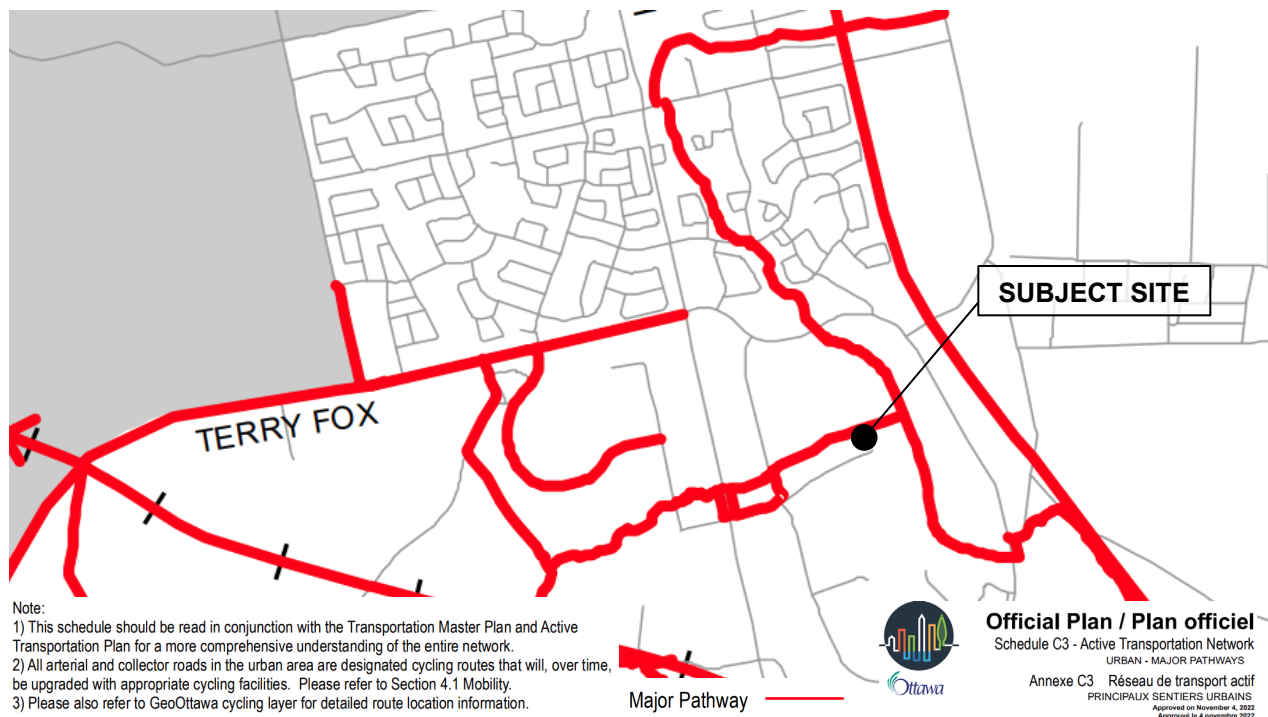 SUBJECT SITE
TERRY FOX
Note:
1) This schedule should be read in conjunction with the Transportation Master Plan and Active
Transportation Plan for a more comprehensive understanding of the entire network.
2) All arterial and collector roads in the urban area are designated cycling routes that will, over time,
be upgraded with appropriate cycling facilities. Please refer to Section 4.1 Mobility.
3) Please also refer to GeoOttawa cycling layer for detailed route location information.
Major Pathway
Ottawa
Official Plan / Plan officiel
Schedule C3 - Active Transportation Network
URBAN - MAJOR PATHWAYS
Annexe C3 Réseau de transport actif
PRINCIPAUX SENTIERS URBAINS
Approved on November 4, 2022
Approuvé le 4 novembre 2022